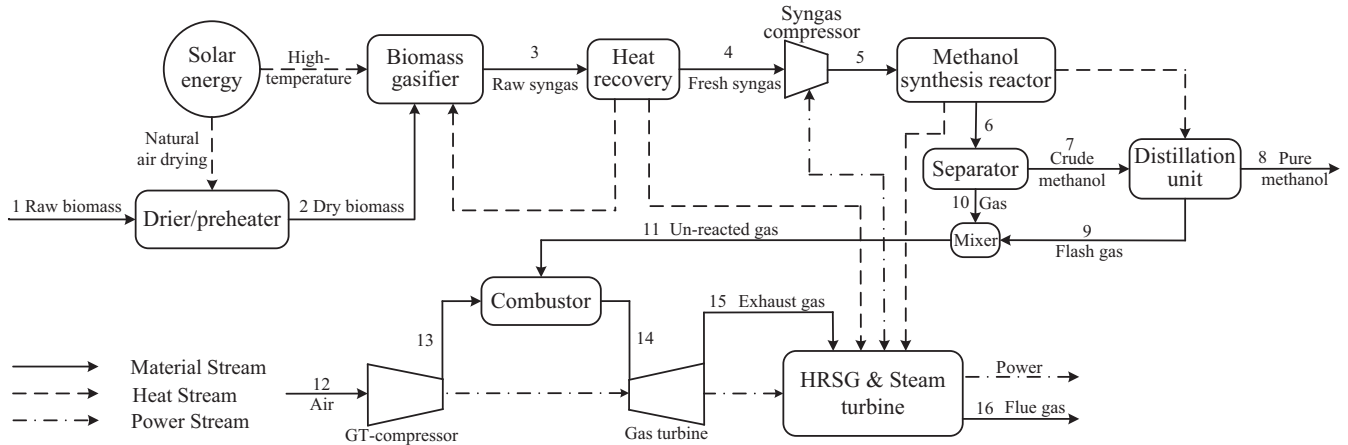 Solar
energy
High-
temperature
Biomass
gasifier
3
Raw syngas
Heat
recovery
4
Fresh syngas
Syngas
compressor
5
Methanol
synthesis reactor
6
Natural
air drying
Separator
7
Crude
methanol
Distillation
unit
8 Pure
methanol
1 Raw biomass
Drier/preheater
2 Dry biomass
10 Gas
11 Un-reacted gas
Mixer
9
Flash gas
Combustor
13
14
15 Exhaust gas
Material Stream
Heat Stream
Power Stream
12
Air
GT-compressor
Gas turbine
HRSG & Steam
turbine
Power
16 Flue gas